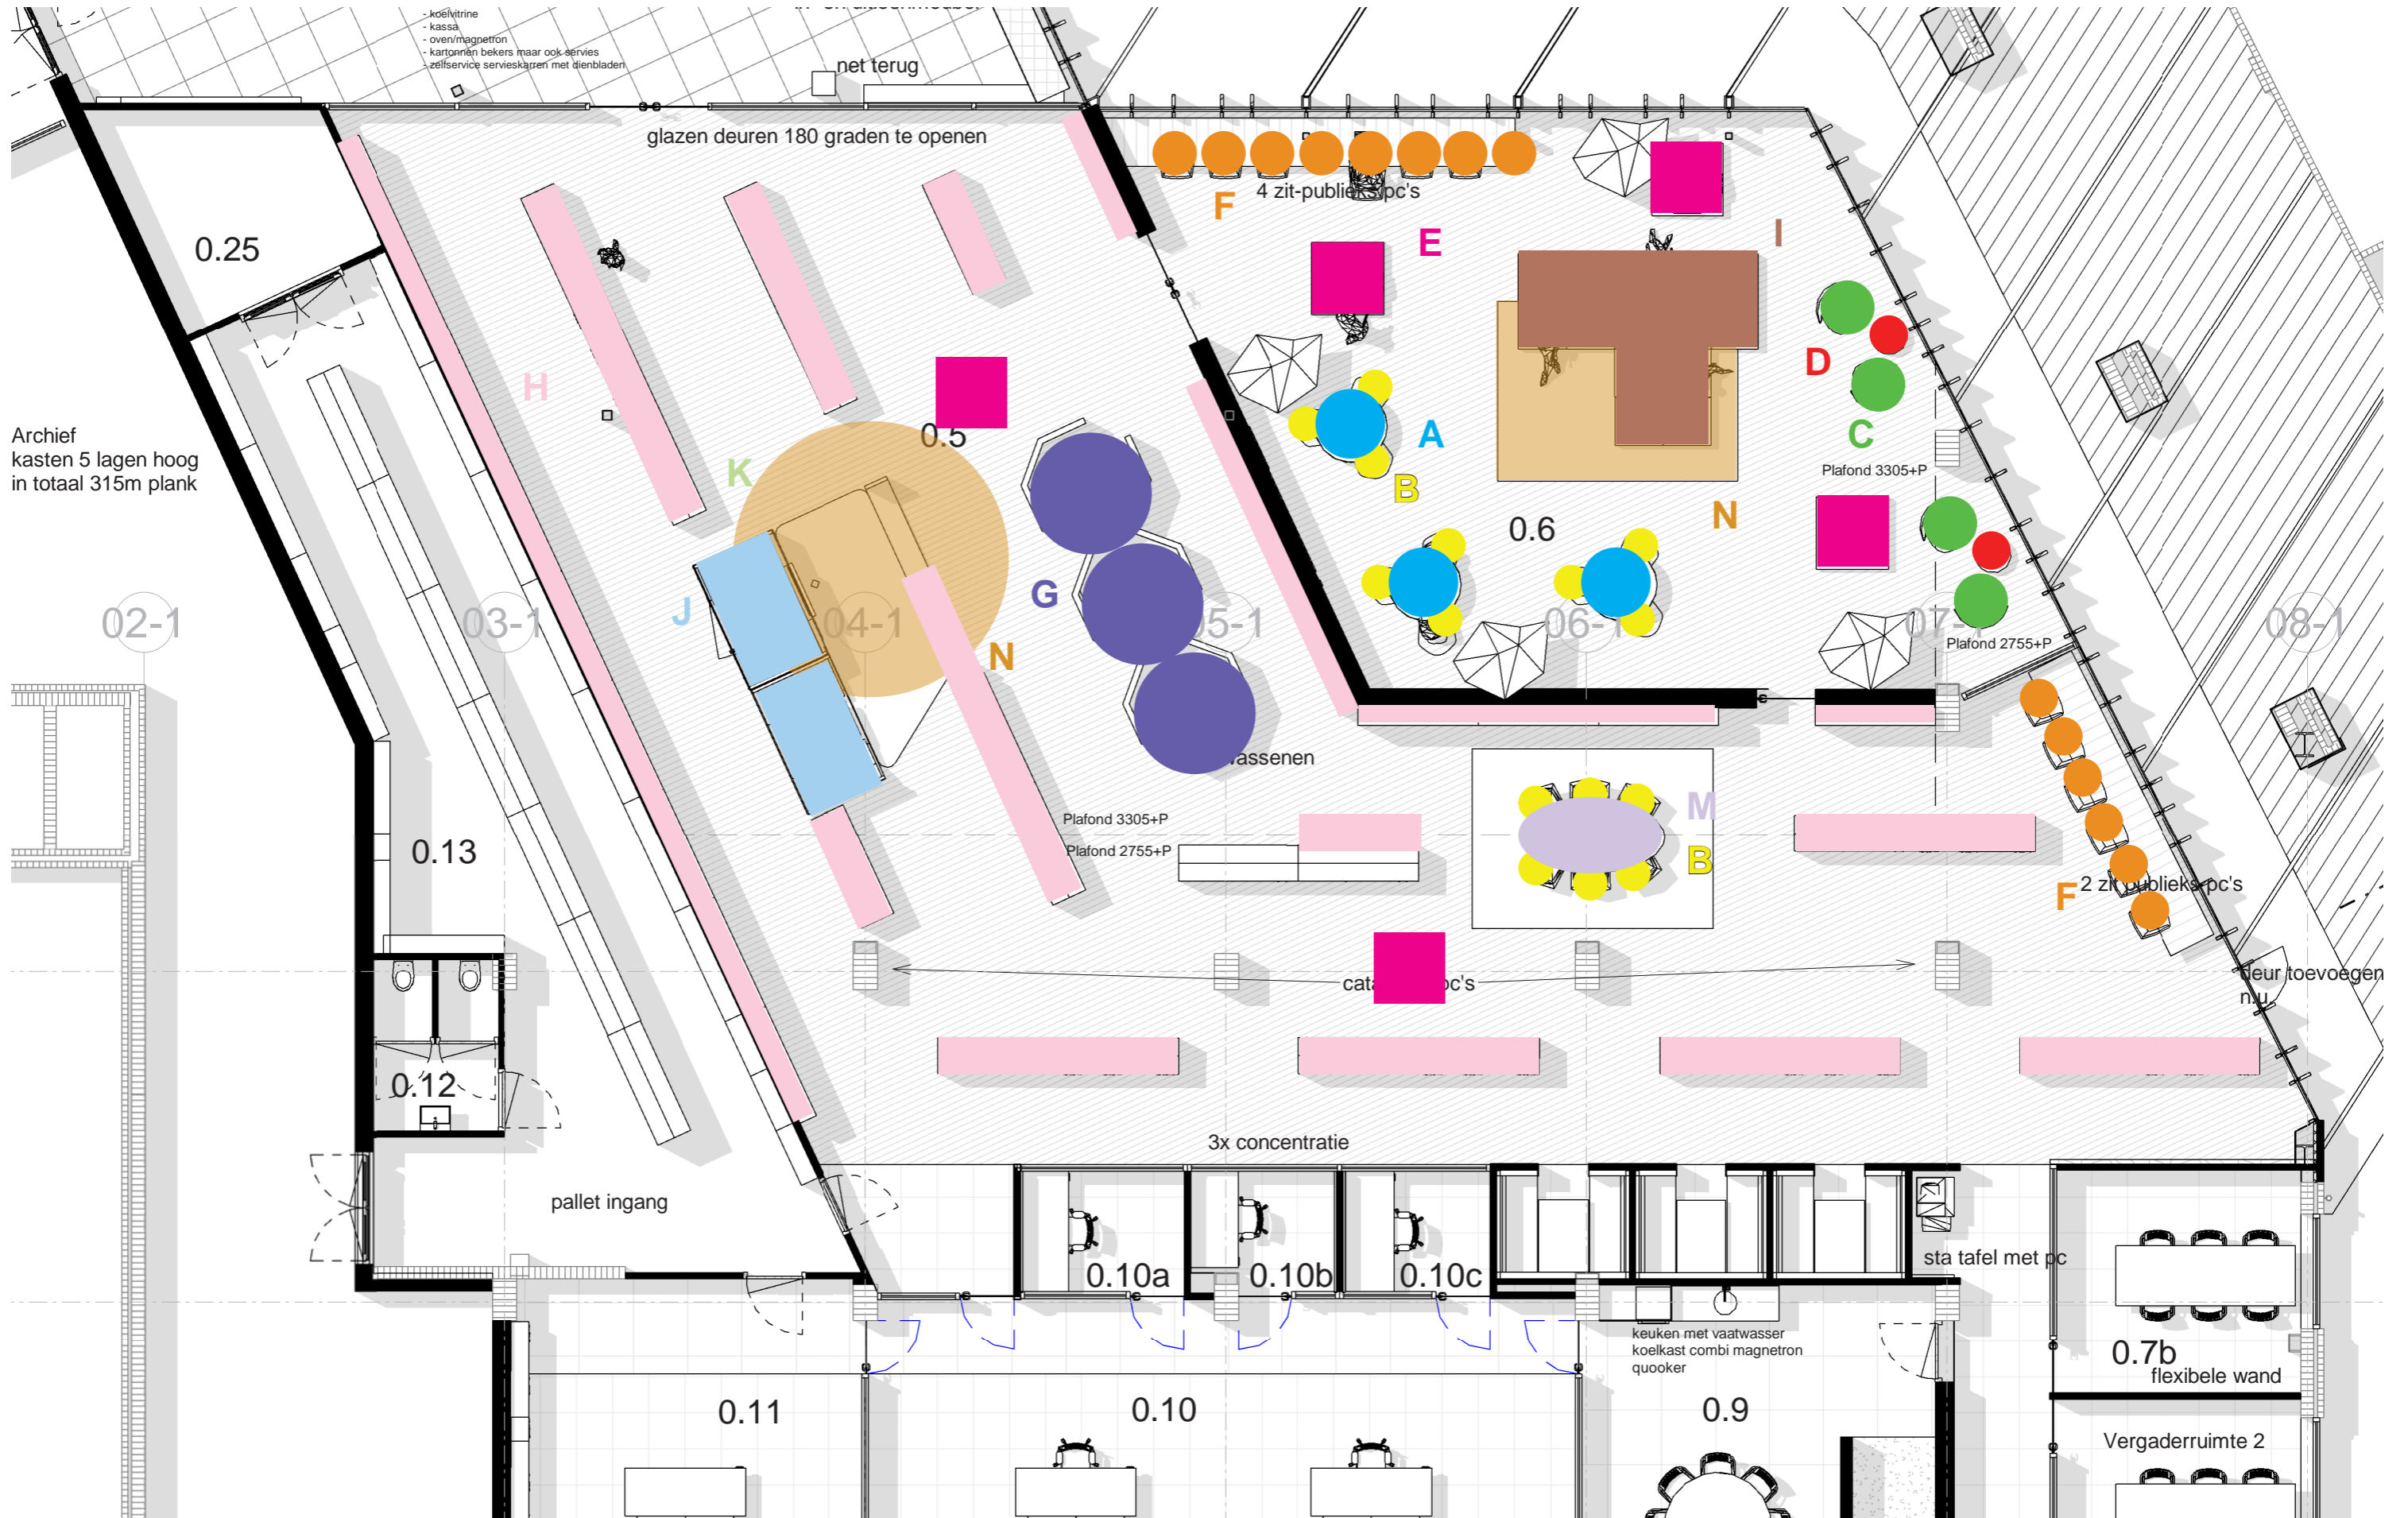 - koelvitrine
- kassa
- oven/magnetron
- kartonnen bekers maar ook servies
- zelfservice servieskarren met dienbladen
net terug
glazen deuren 180 graden te openen
4 zit-publieks pc's
F
E
I
0.25
H
0.5
K
A
B
D
C
Plafond 3305+P
N
0.6
Archief
kasten 5 lagen hoog
in totaal 315m plank
J
G
N
02-1
03-1
04-1
05-1
06-1
07-1
08-1
Plafond 2755+P
M
B
Plafond 3305+P
Plafond 2755+P
0.13
F
2 zit publieks-pc's
deur toevoegen
n.u.
pc's
0.12
3x concentratie
pallet ingang
0.10a
0.10b
0.10c
sta tafel met pc
keuken met vaatwasser
koelkast combi magnetron
quooker
0.7b
flexibele wand
0.11
0.10
0.9
Vergaderruimte 2